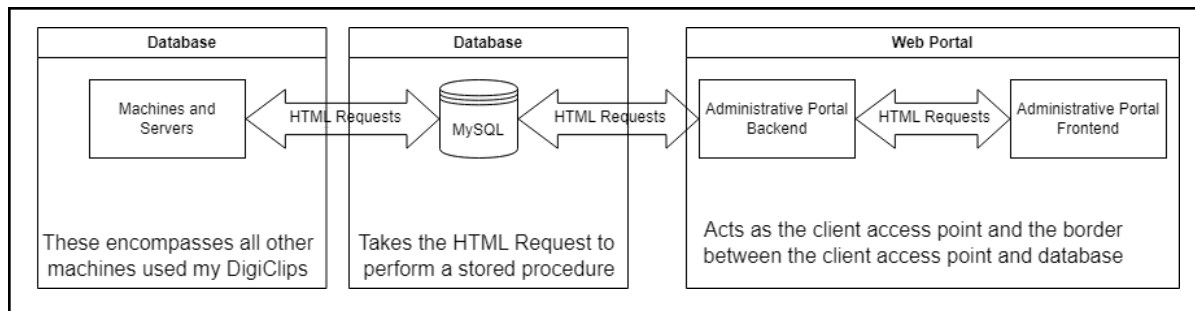 Database
Database
Web Portal
Machines and
Servers
HTML Requests
MySQL
HTML Requests
Administrative Portal
Backend
HTML Requests
Administrative Portal
Frontend
These encompasses all other
machines used my DigiClips
Takes the HTML Request to
perform a stored procedure
Acts as the client access point and the border
between the client access point and database